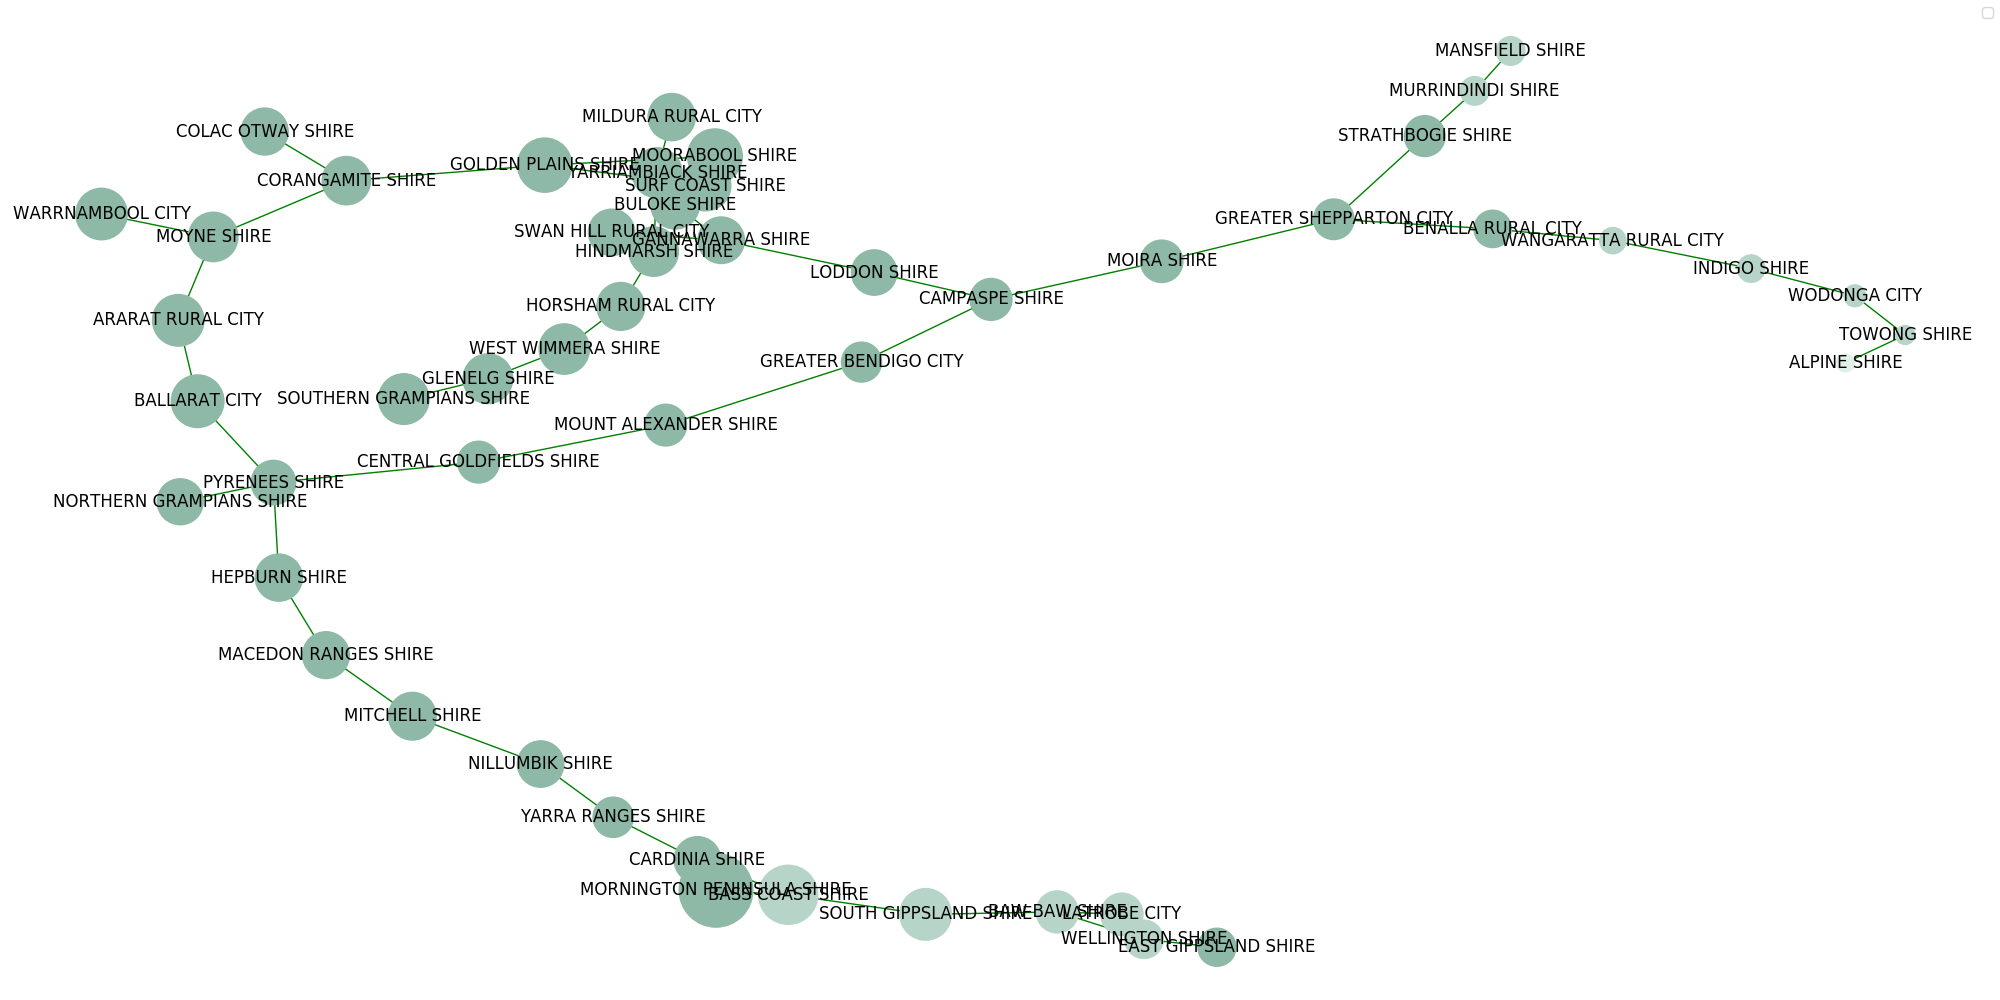 MANSFIELD SHIRE
MURRINDINDI SHIRE
MILDURA RURAL CITY
COLAC OTWAY SHIRE
STRATHBOGIE SHIRE
MOORABOOL SHIRE
GOLDEN PLAINS SHIRE
YARRIAMBIACK SHIRE
CORANGAMITE SHIRE
SURF COAST SHIRE
BULOKE SHIRE
WARRNAMBOOL CITY
GREATER SHEPPARTON CITY
BENALLA RURAL CITY
SWAN HILL RURAL CITY
MOYNE SHIRE
GANNAWARRA SHIRE
WANGARATTA RURAL CITY
HINDMARSH SHIRE
MOIRA SHIRE
INDIGO SHIRE
LODDON SHIRE
WODONGA CITY
CAMPASPE SHIRE
HORSHAM RURAL CITY
ARARAT RURAL CITY
TOWONG SHIRE
WEST WIMMERA SHIRE
GREATER BENDIGO CITY
ALPINE SHIRE
GLENELG SHIRE
SOUTHERN GRAMPIANS SHIRE
BALLARAT CITY
MOUNT ALEXANDER SHIRE
CENTRAL GOLDFIELDS SHIRE
PYRENEES SHIRE
NORTHERN GRAMPIANS SHIRE
HEPBURN SHIRE
MACEDON RANGES SHIRE
MITCHELL SHIRE
NILLUMBIK SHIRE
YARRA RANGES SHIRE
CARDINIA SHIRE
MORNINGTON PENINSULA SHIRE
BASS COAST SHIRE
SOUTH GIPPSLAND SHIRE
BAW BAW SHIRE
LATROBE CITY
WELLINGTON SHIRE
EAST GIPPSLAND SHIRE